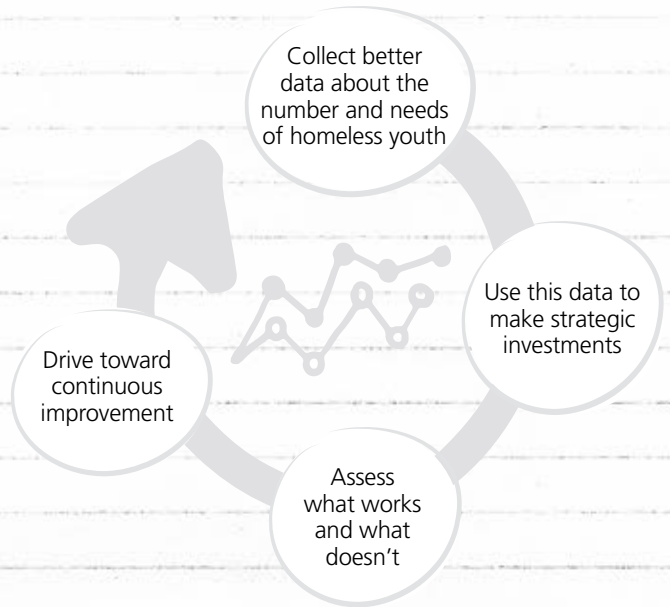 Collect better
data about the
number and needs
of homeless youth
Use this data to
make strategic
investments
Assess
what works
and what
doesn’t
Drive toward
continuous
improvement